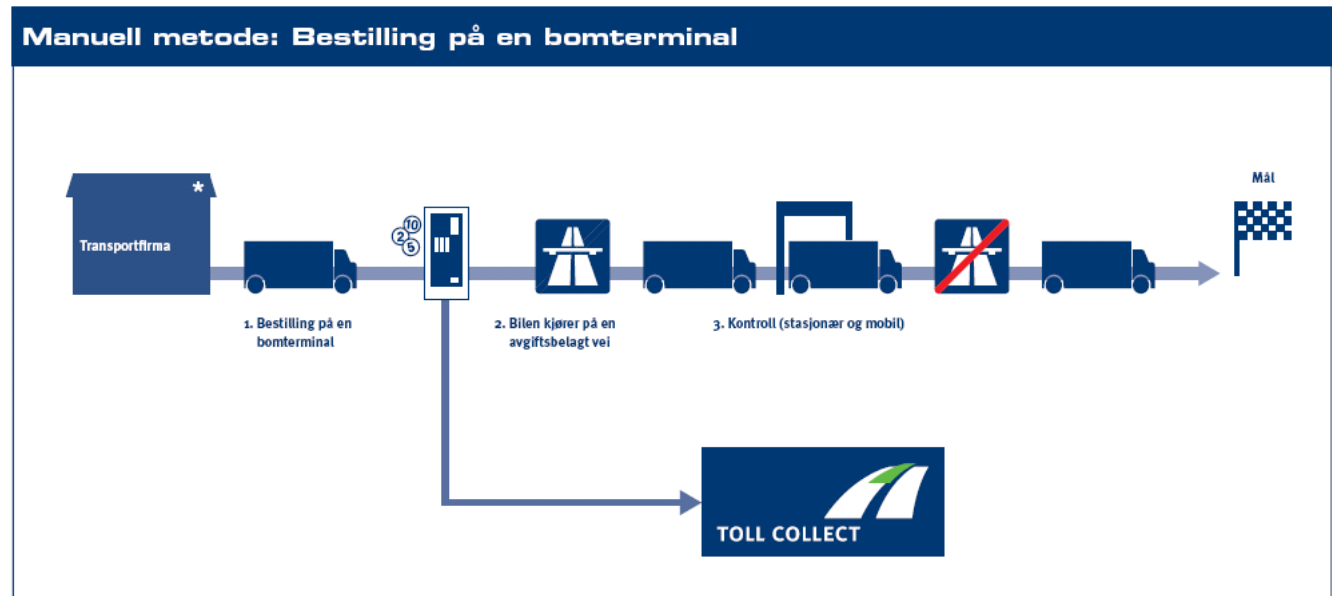 Manuell metode: Bestilling på en bomterminal
Mål
*
Transportfirma
10
2
5
1. Bestilling på en
bomterminal
2. Bilen kjører på en
avgiftsbelagt vei
3. Kontroll (stasjonær og mobil)
TOLL COLLECT